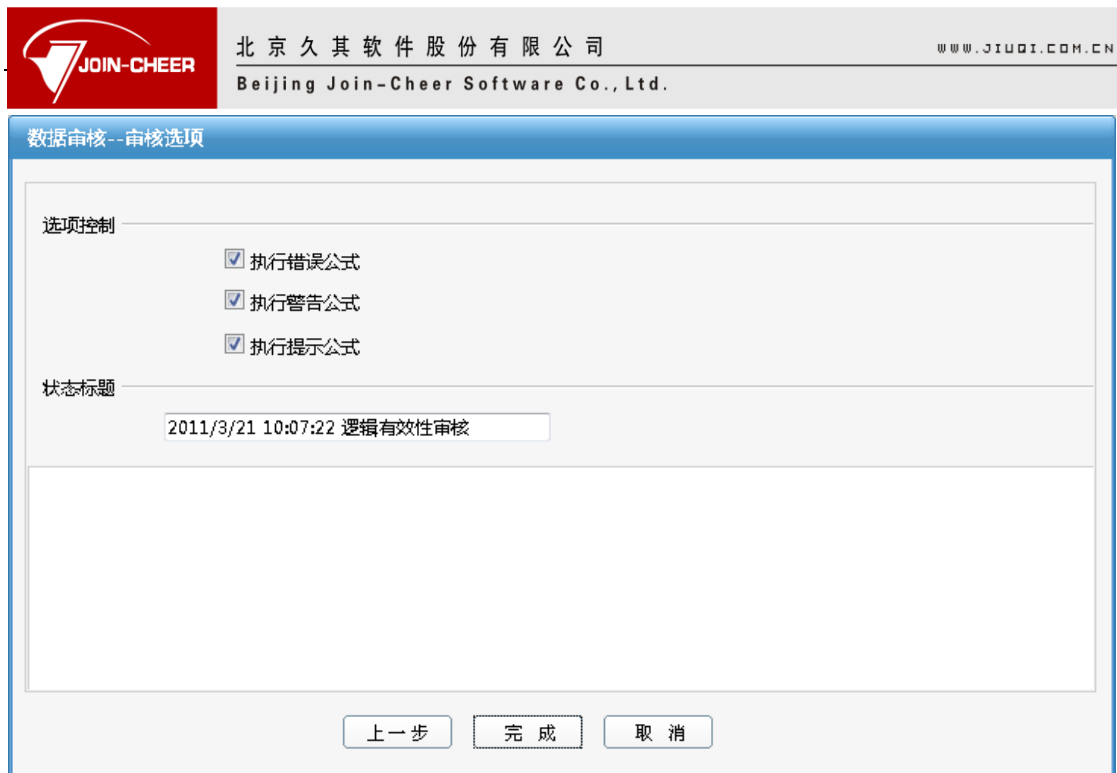 JOIN-CHEER
北京久其软件股份有限公司
WWW.JIUQI.COM.CN
Beijing Join-Cheer Software Co.,Ltd.
数据审核--审核选项
选项控制
执行错误公式
执行警告公式
执行提示公式
状态标题
2011/3/21 10:07:22 逻辑有效性审核
上一步 完成 取消